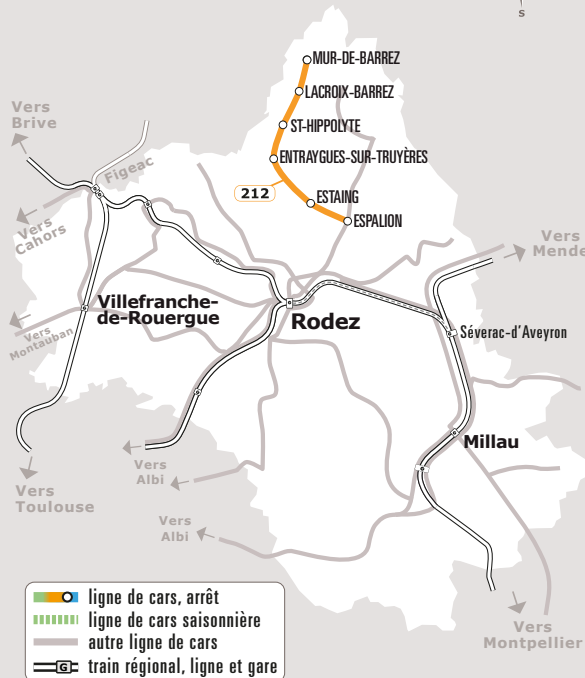 s
MUR-DE-BARREZ
LACROIX-BARREZ
ST-HIPPOLYTE
ENTRAYGUES-SUR-TRUYÈRES
212
ESTAING
ESPALION
Vers
Brive
Figeac
Vers
Cahors
Vers
Mende
Villefranche-
de-Rouergue
Rodez
Vers
Montauban
Séverac-d'Aveyron
Millau
Vers
Toulouse
Vers
Albi
Vers
Albi
Vers
Montpellier
ligne de cars, arrêt
ligne de cars saisonnière
autre ligne de cars
G train régional, ligne et gare